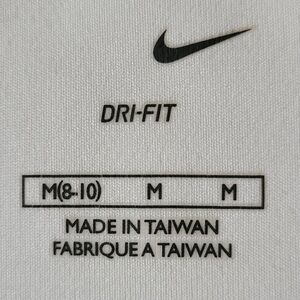 DRI-FIT
M(8-10) M M
MADE IN TAIWAN
FABRIQUE A TAIWAN